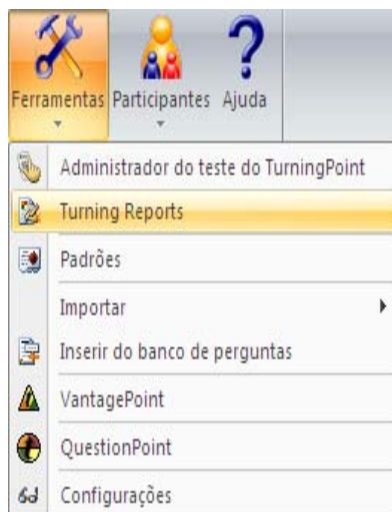 Ferramentas Participantes Ajuda
Administrador do teste do TurningPoint
Turning Reports
Padrões
Importar
Inserir do banco de perguntas
VantagePoint
QuestionPoint
Configurações